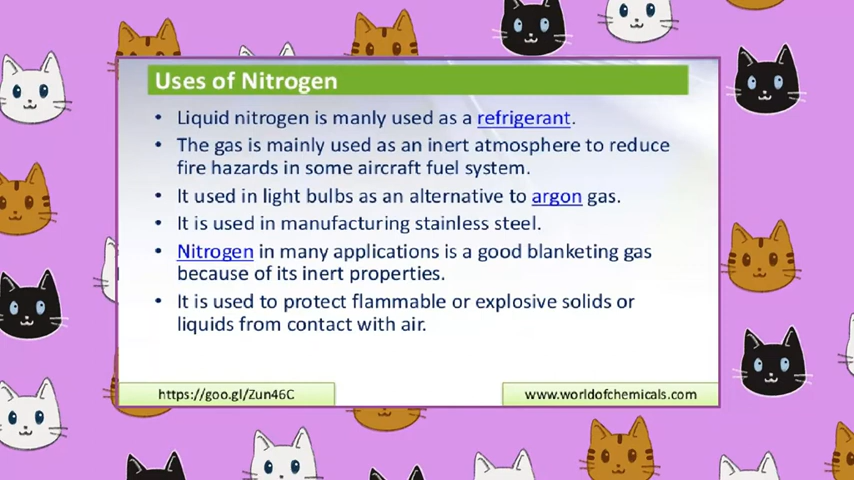 Uses of Nitrogen
• Liquid nitrogen is manly used as a refrigerant.
• The gas is mainly used as an inert atmosphere to reduce
fire hazards in some aircraft fuel system.
• It used in light bulbs as an alternative to argon gas.
• It is used in manufacturing stainless steel.
• Nitrogen in many applications is a good blanketing gas
because of its inert properties.
• It is used to protect flammable or explosive solids or
liquids from contact with air.
https://goo.gl/Zun46C
www.worldofchemicals.com